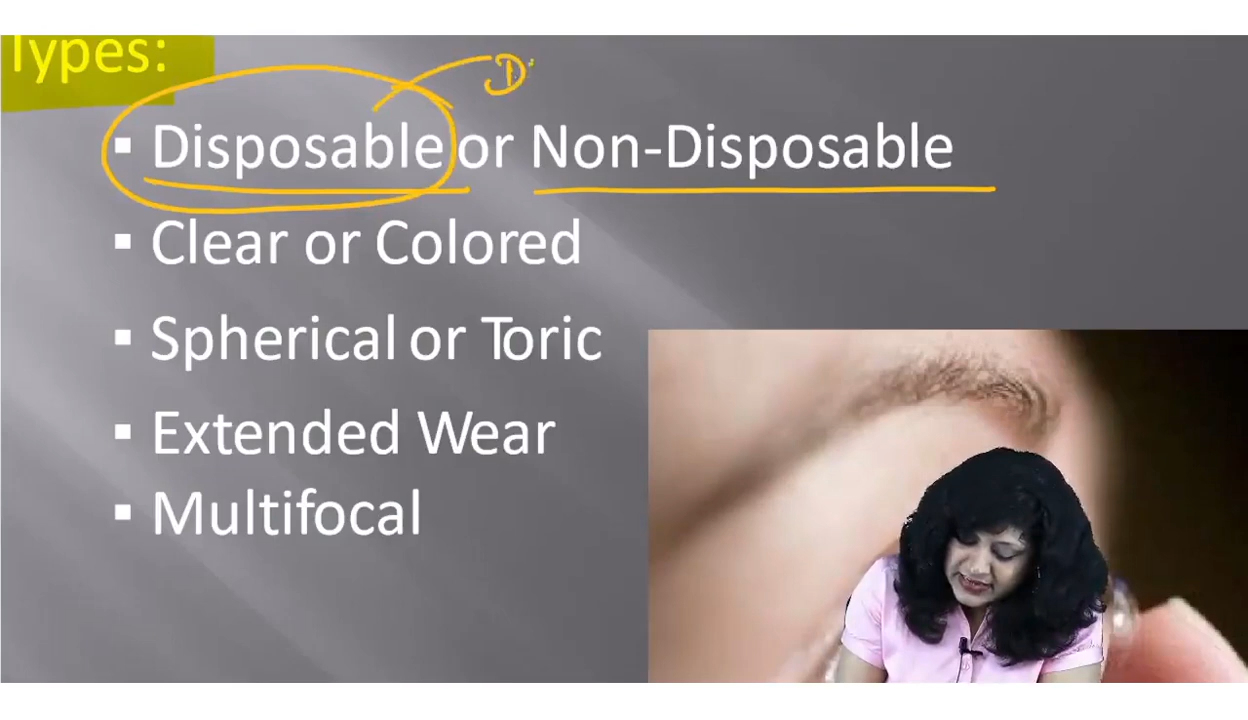 Types:
D
▪ Disposable or Non-Disposable
▪ Clear or Colored
▪ Spherical or Toric
▪ Extended Wear
▪ Multifocal